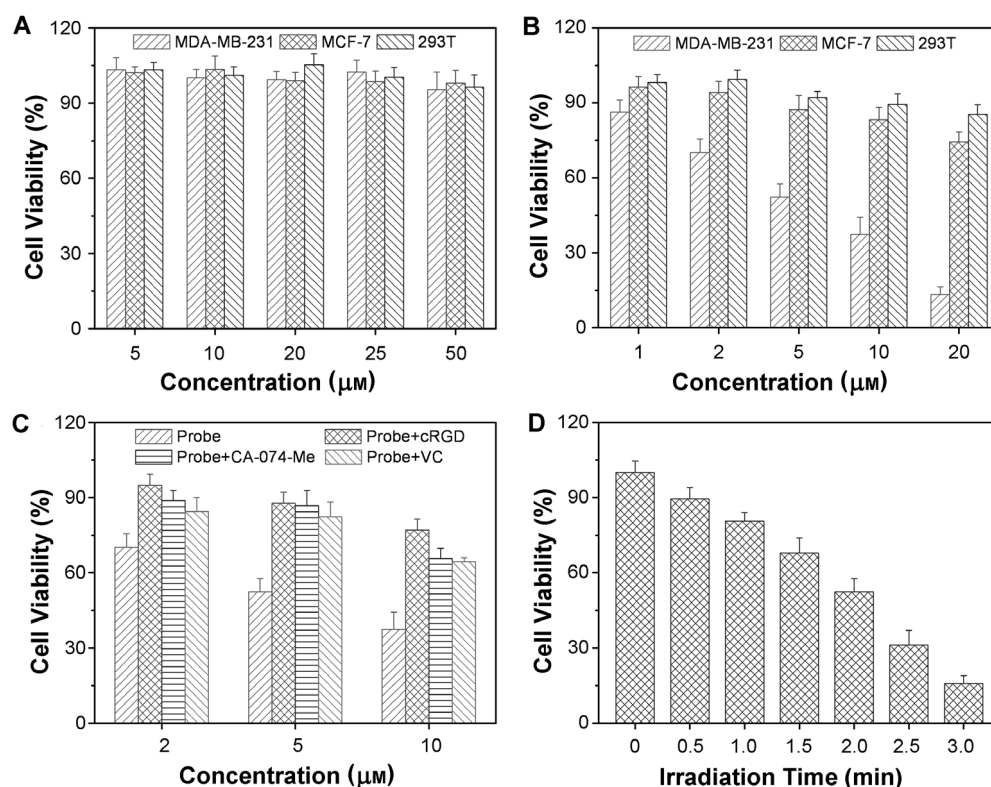 A
MDA-MB-231 MCF-7 293T
120
90
60
30
0
Cell Viability (%)
5 10 20 25 50
Concentration (μM)
B
MDA-MB-231 MCF-7 293T
120
90
60
30
0
Cell Viability (%)
1 2 5 10 20
Concentration (μM)
C
Probe Probe+cRGD
Probe+CA-074-Me Probe+VC
120
90
60
30
0
Cell Viability (%)
2 5 10
Concentration (μM)
D
120
90
60
30
0
Cell Viability (%)
0 0.5 1.0 1.5 2.0 2.5 3.0
Irradiation Time (min)